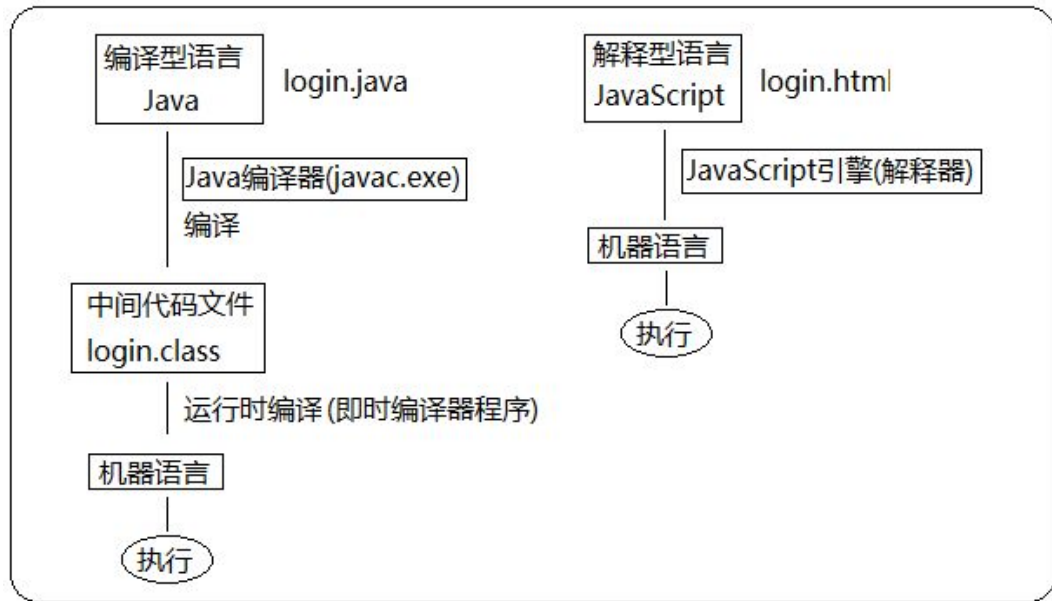 编译型语言
Java
login.java
Java编译器(javac.exe)
编译
中间代码文件
login.class
运行时编译(即时编译器程序)
机器语言
执行
解释型语言
JavaScript
login.html
JavaScript引擎(解释器)
机器语言
执行